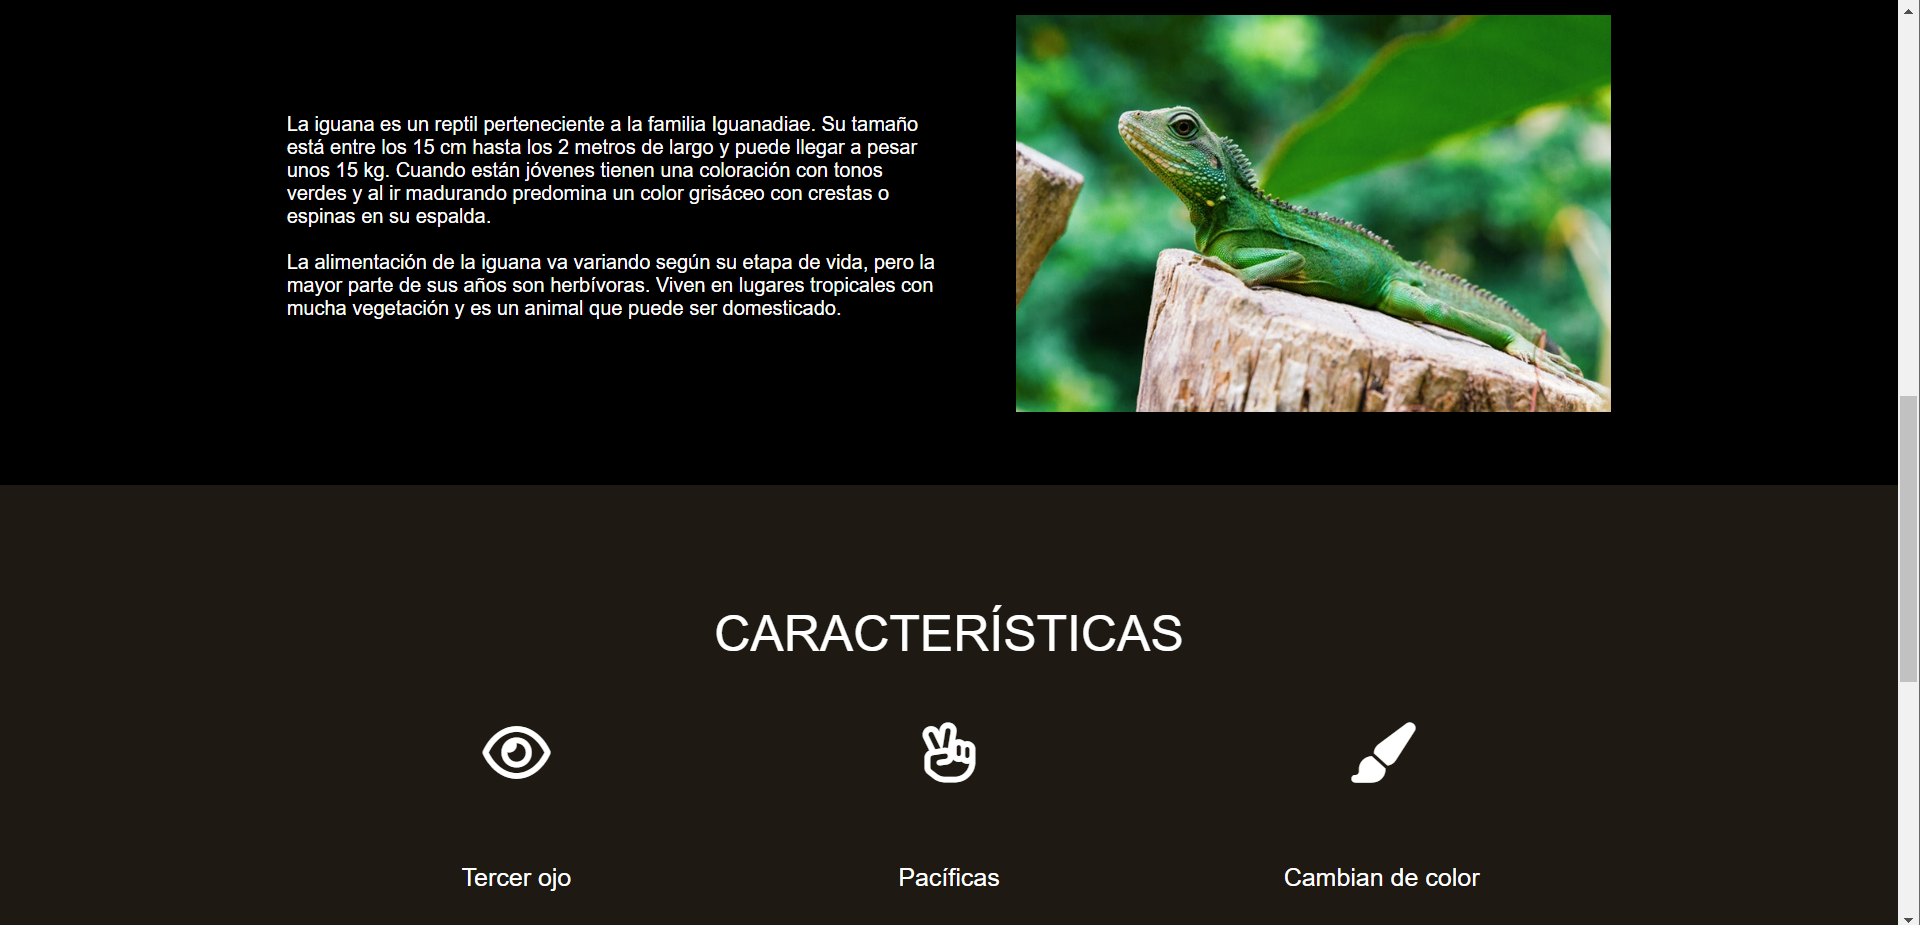 La iguana es un reptil perteneciente a la familia Iguanadiae. Su tamaño
está entre los 15 cm hasta los 2 metros de largo y puede llegar a pesar
unos 15 kg. Cuando están jóvenes tienen una coloración con tonos
verdes y al ir madurando predomina un color grisáceo con crestas o
espinas en su espalda.
La alimentación de la iguana va variando según su etapa de vida, pero la
mayor parte de sus años son herbívoras. Viven en lugares tropicales con
mucha vegetación y es un animal que puede ser domesticado.
CARACTERÍSTICAS
Tercer ojo
Pacíficas
Cambian de color